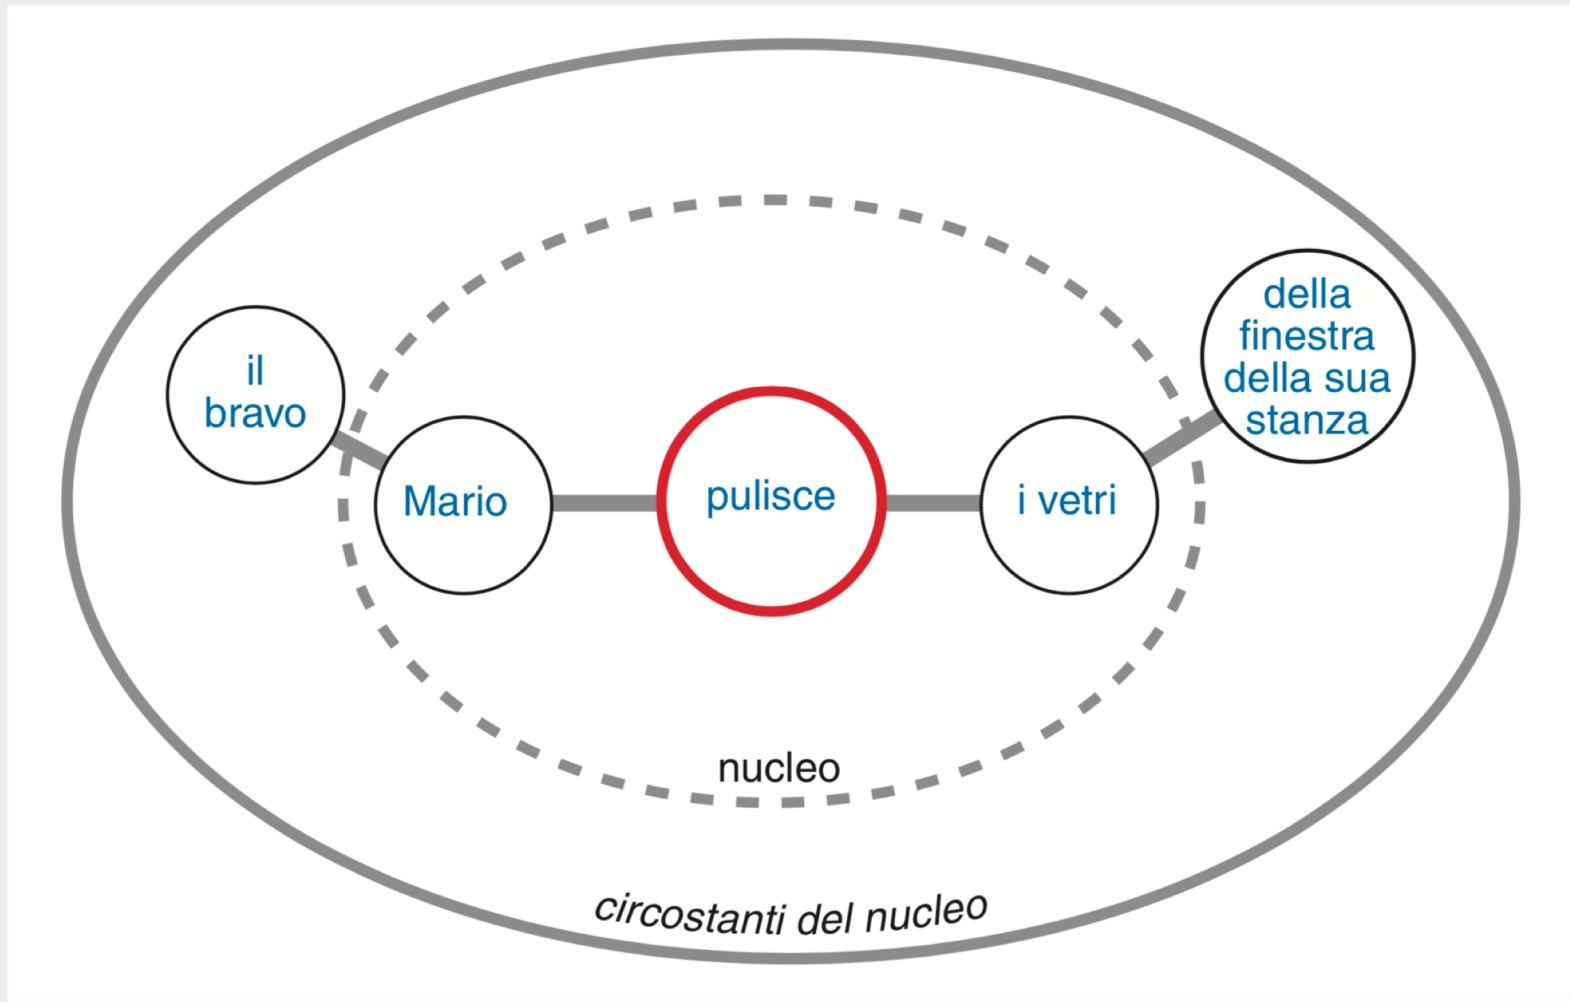 il
bravo
Mario
pulisce
i vetri
della
finestra
della sua
stanza
nucleo
circostanti del nucleo